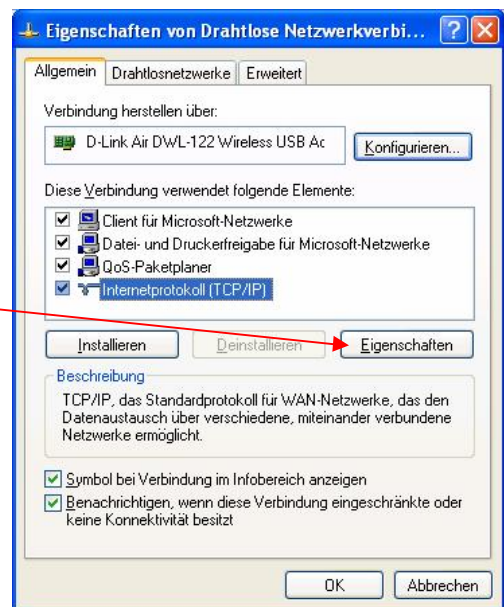 Eigenschaften von Drahtlose Netzwerkverbi...
Allgemein Drahtlosnetzwerke Erweitert
Verbindung herstellen über:
D-Link Air DWL-122 Wireless USB Ac Konfigurieren...
Diese Verbindung verwendet folgende Elemente:
Client für Microsoft-Netzwerke
Datei- und Druckerfreigabe für Microsoft-Netzwerke
QoS-Paketplaner
Internetprotokoll (TCP/IP)
Installieren Deinstallieren Eigenschaften
Beschreibung
TCP/IP, das Standardprotokoll für WAN-Netzwerke, das den
Datenaustausch über verschiedene, miteinander verbundene
Netzwerke ermöglicht.
Symbol bei Verbindung im Infobereich anzeigen
Benachrichtigen, wenn diese Verbindung eingeschränkte oder
keine Konnektivität besitzt
OK Abbrechen